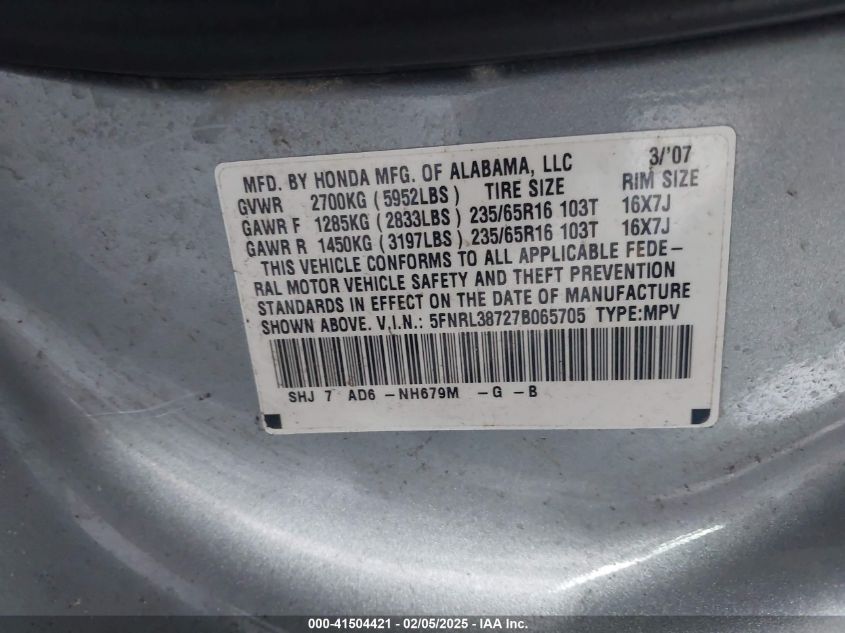 MFD. BY HONDA MFG. OF ALABAMA, LLC 3/'07
GVWR 2700KG (5952LBS) TIRE SIZE RIM SIZE
GAWR F 1285KG (2833LBS) 235/65R16 103T 16X7J
GAWR R 1450KG (3197LBS) 235/65R16 103T 16X7J
THIS VEHICLE CONFORMS TO ALL APPLICABLE FEDE-
RAL MOTOR VEHICLE SAFETY AND THEFT PREVENTION
STANDARDS IN EFFECT ON THE DATE OF MANUFACTURE
SHOWN ABOVE. V.I.N.: 5FNRL38727B065705 TYPE:MPV
SHJ 7 AD6 -NH679M -G -B
000-41504421 - 02/05/2025 - IAA Inc.